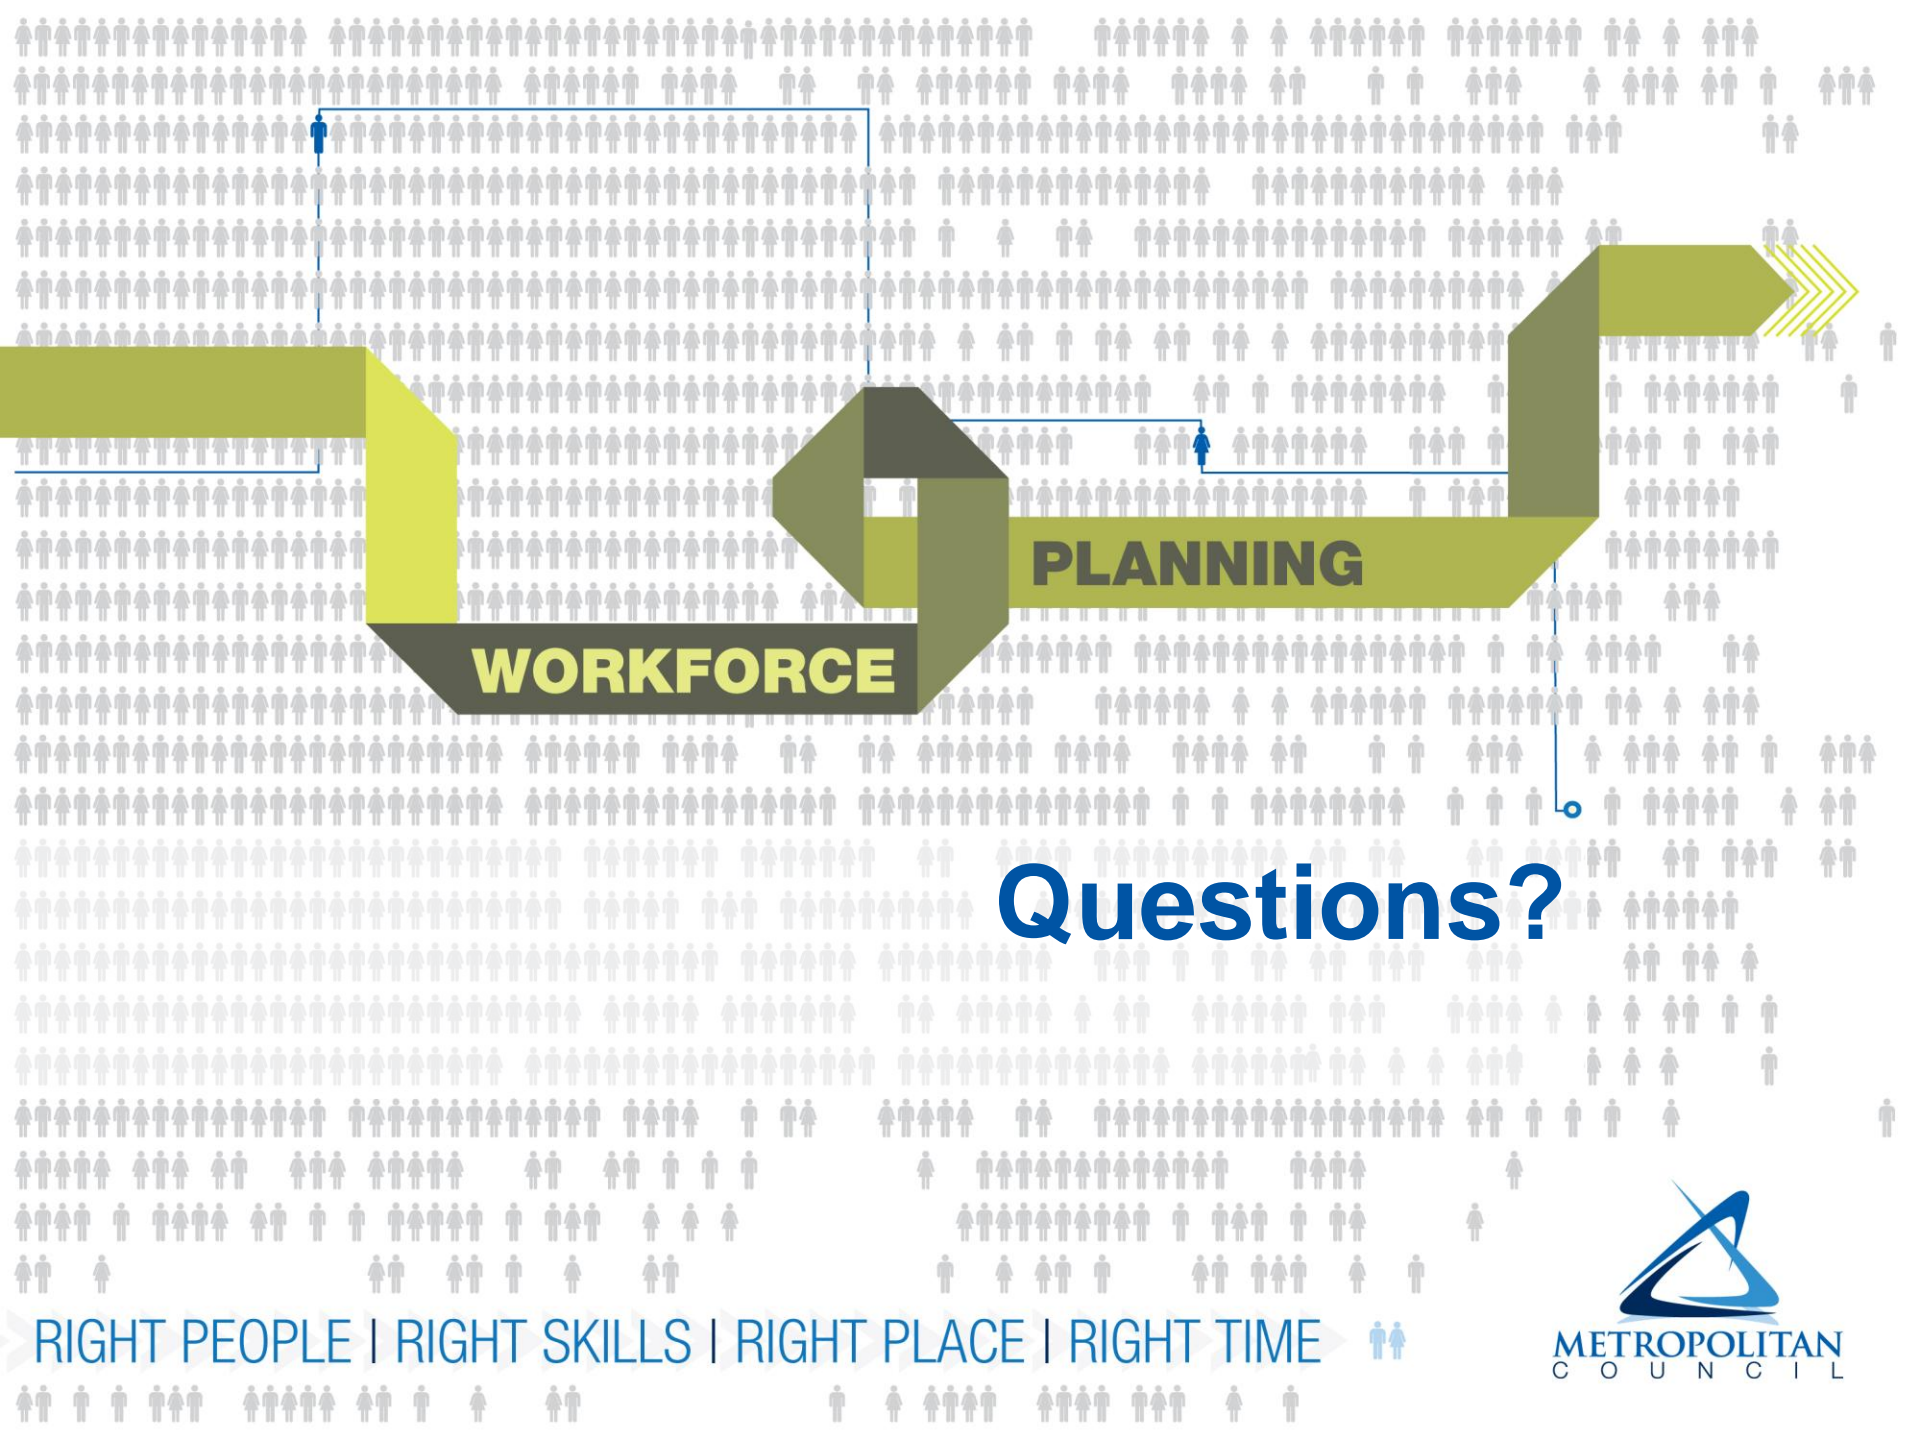 PLANNING
WORKFORCE
Questions?
RIGHT PEOPLE | RIGHT SKILLS | RIGHT PLACE | RIGHT TIME
METROPOLITAN
COUNCIL